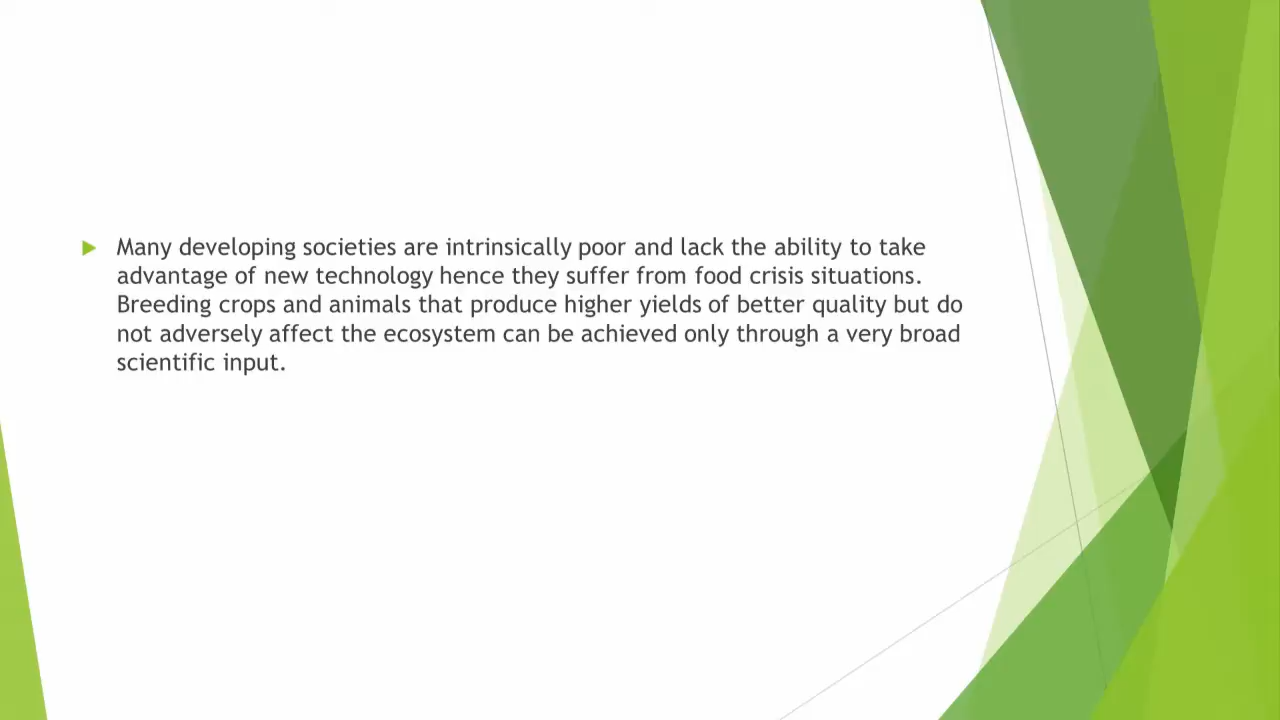 Many developing societies are intrinsically poor and lack the ability to take
advantage of new technology hence they suffer from food crisis situations.
Breeding crops and animals that produce higher yields of better quality but do
not adversely affect the ecosystem can be achieved only through a very broad
scientific input.